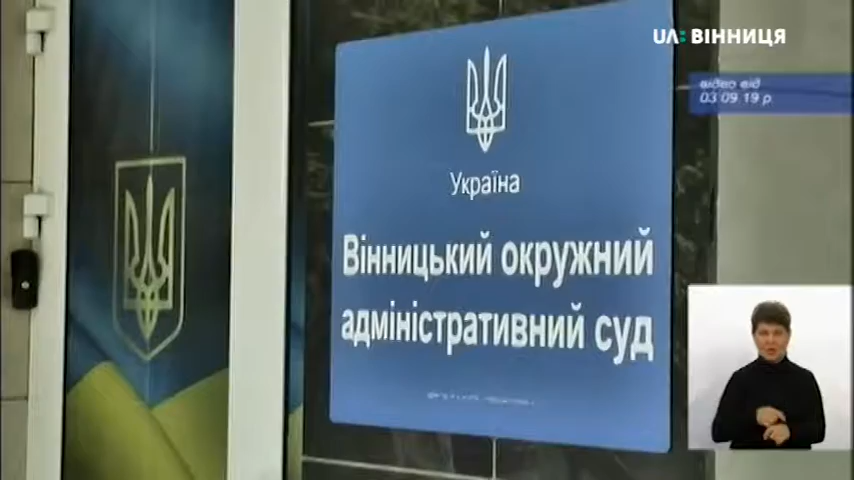 UA: ВІННИЦЯ
відео від
03.09.19 р.
Україна
Вінницький окружний
адміністративний суд